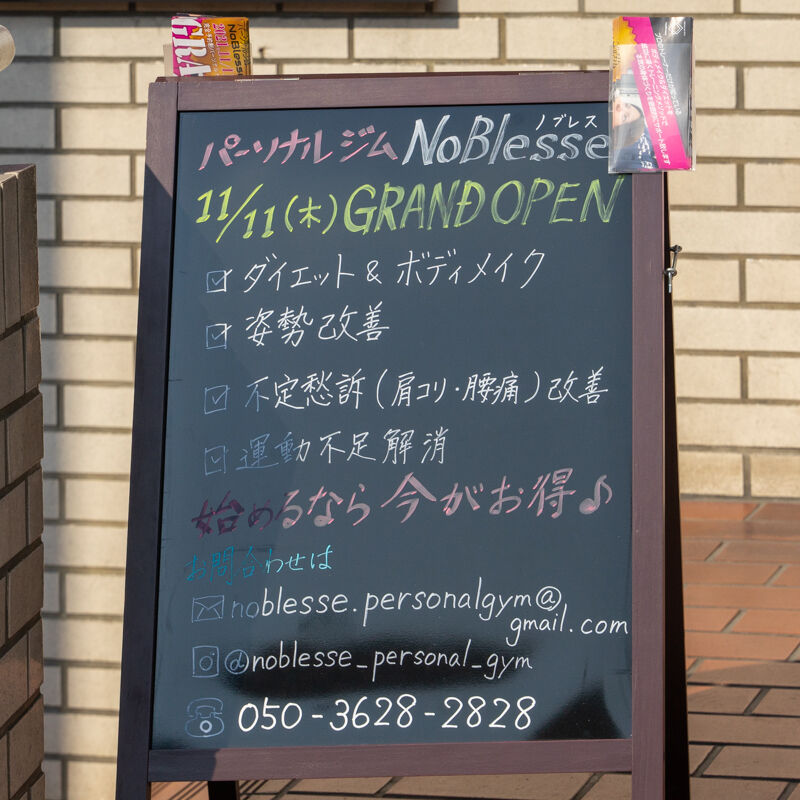 NoBlesse
GRA
ノブレス
パーソナルジム NoBlesse
11/11(木) GRAND OPEN
ダイエット & ボディメイク
姿勢改善
不定愁訴(肩コリ・腰痛)改善
運動不足解消
始めるなら今がお得♪
お問合わせは
noblesse.personalgym@
gmail.com
@noblesse_personal_gym
050-3628-2828